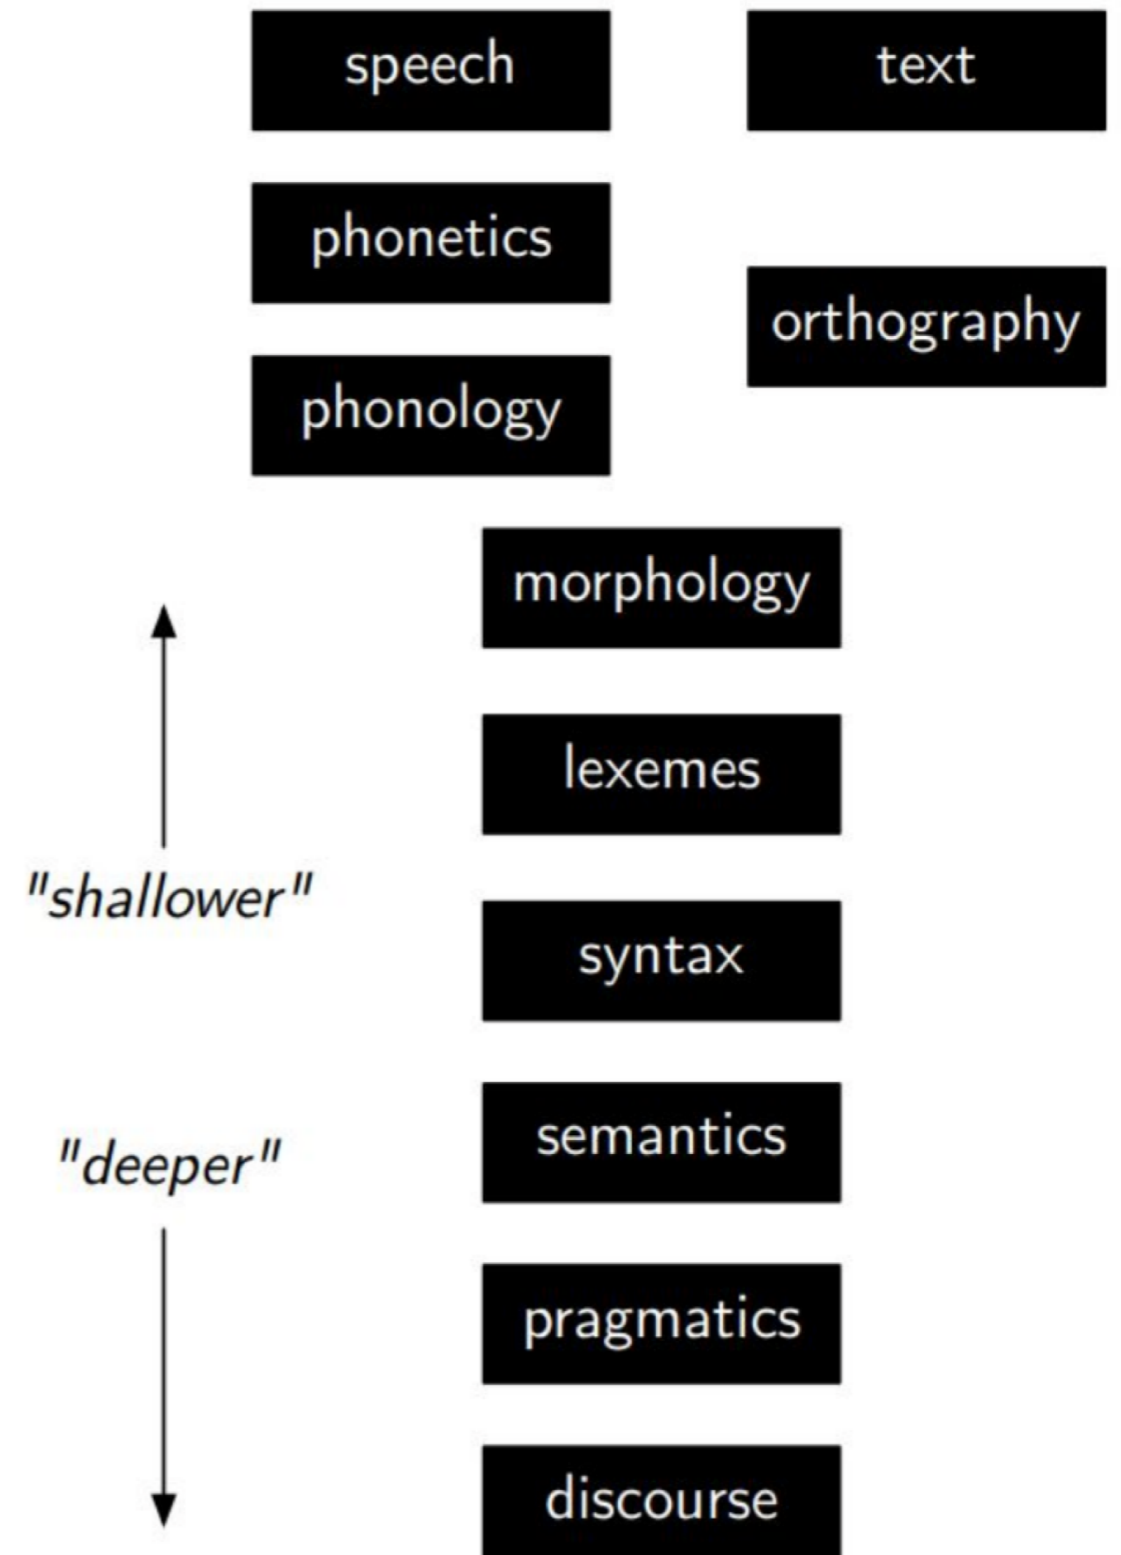 speech
text
phonetics
orthography
phonology
morphology
lexemes
"shallower"
syntax
"deeper"
semantics
pragmatics
discourse